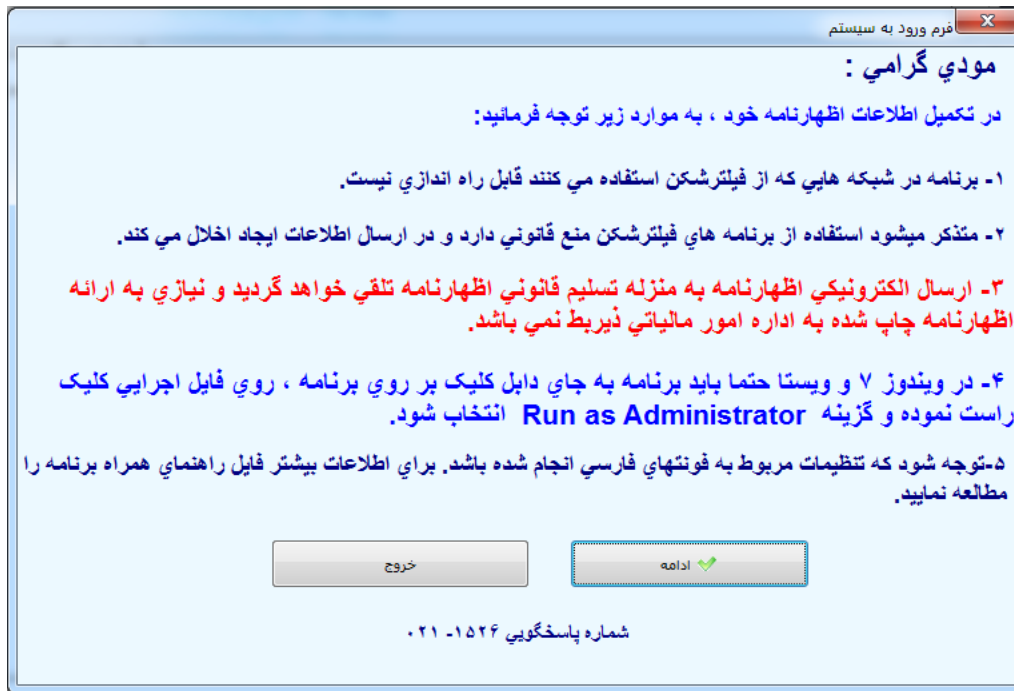 فرم ورود به سيستم
مودي گرامي :
در تكميل اطلاعات اظهارنامه خود ، به موارد زير توجه فرمائيد:
۱- برنامه در شبكه هايي كه از فيلترشكن استفاده مي كنند قابل راه اندازي نيست.
۲- متذكر ميشود استفاده از برنامه هاي فيلترشكن منع قانوني دارد و در ارسال اطلاعات ايجاد اخلال مي كند.
۳- ارسال الكترونيكي اظهارنامه به منزله تسليم قانوني اظهارنامه تلقي خواهد گرديد و نيازي به ارائه
اظهارنامه چاپ شده به اداره امور مالياتي ذيربط نمي باشد.
۴- در ويندوز ۷ و ويستا حتما بايد برنامه به جاي دابل كليک بر روي برنامه ، روي فايل اجرايي كليک
راست نموده و گزينه Run as Administrator انتخاب شود.
۵-توجه شود كه تنظيمات مربوط به فونتهاي فارسي انجام شده باشد. براي اطلاعات بيشتر فايل راهنماي همراه برنامه را
مطالعه نماييد.
ادامه
خروج
شماره پاسخگويي ۱۵۲۶- ۰۲۱